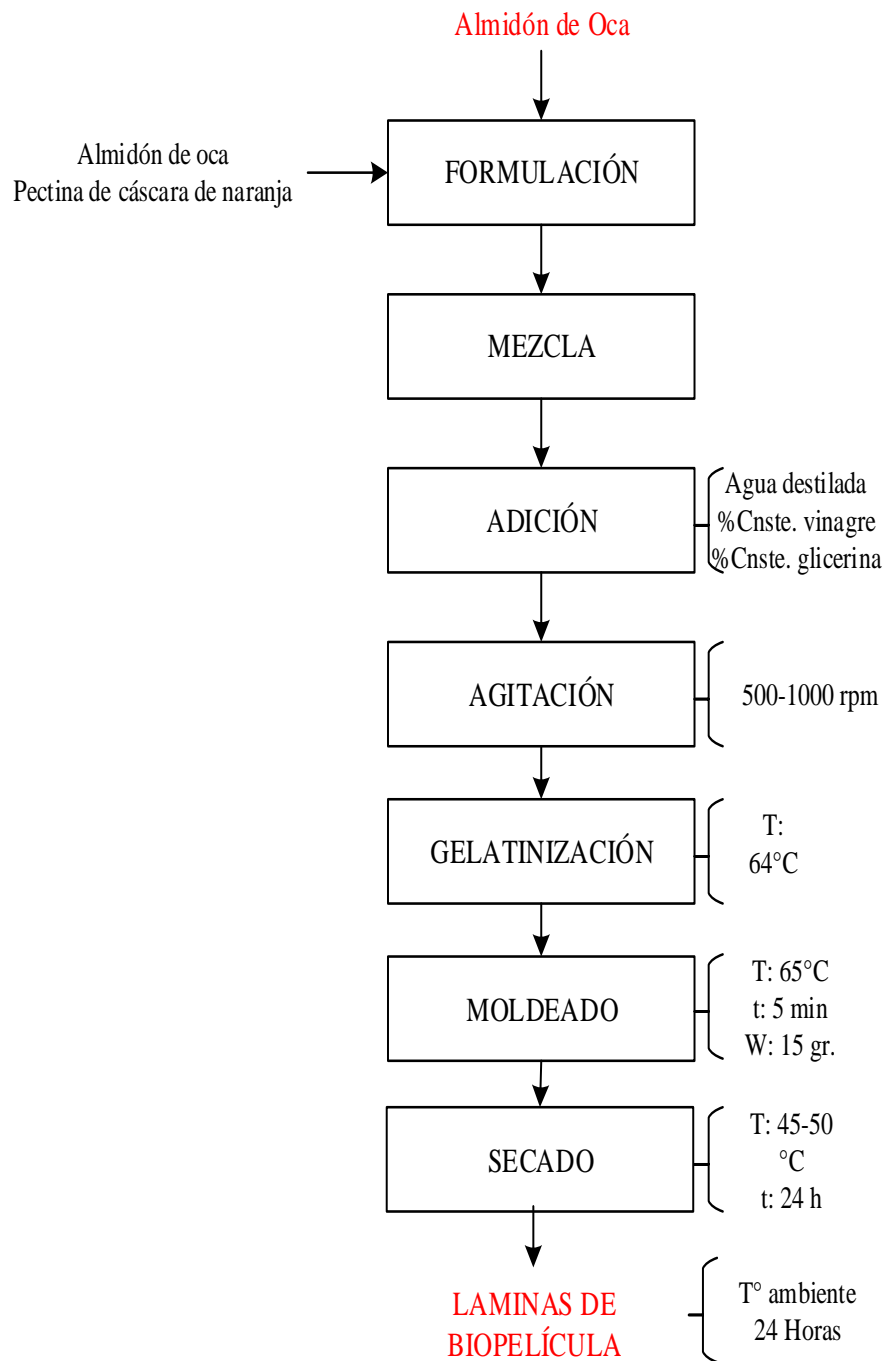 Almidón de Oca
Almidón de oca
Pectina de cáscara de naranja
FORMULACIÓN
MEZCLA
ADICIÓN
Agua destilada
%Cnste. vinagre
%Cnste. glicerina
AGITACIÓN
500-1000 rpm
GELATINIZACIÓN
T:
64°C
MOLDEADO
T: 65°C
t: 5 min
W: 15 gr.
SECADO
T: 45-50
°C
t: 24 h
LAMINAS DE
BIOPELÍCULA
T° ambiente
24 Horas